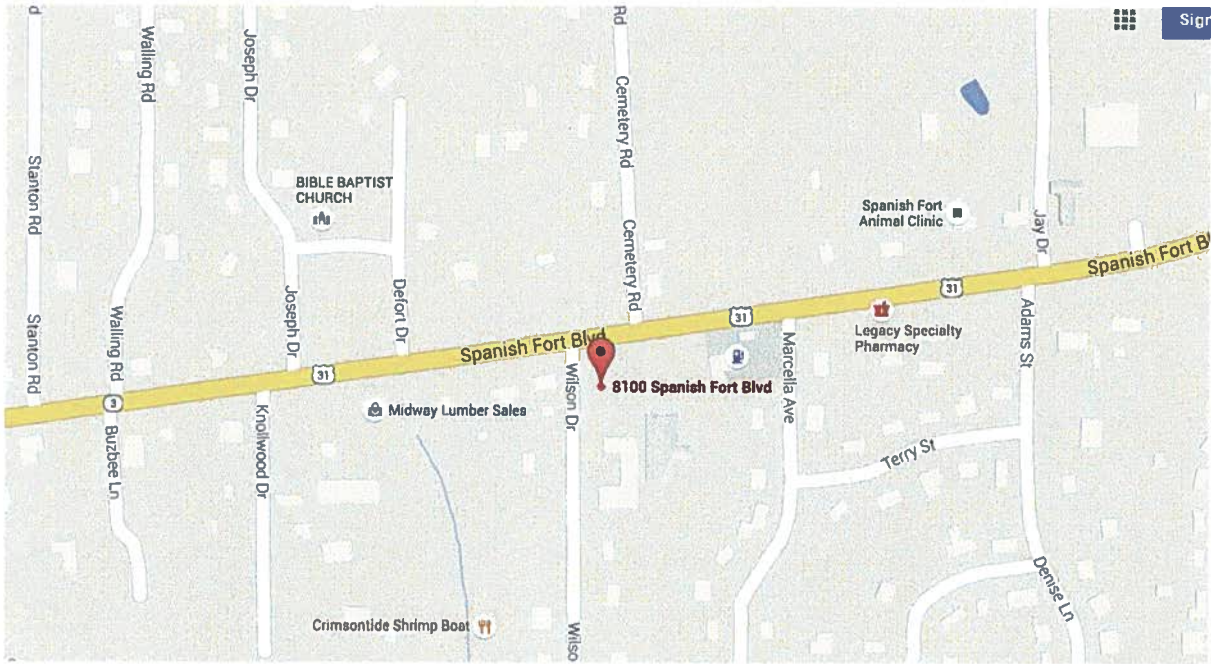 d
Rd
Sign
Walling Rd
Joseph Dr
Cemetery Rd
Stanton Rd
BIBLE BAPTIST
CHURCH
Spanish Fort
Animal Clinic
Jay Dr
Cemetery Rd
Spanish Fort B
Defort Dr
Joseph Dr
31
Walling Rd
Stanton Rd
31
Adams St
Legacy Specialty
Pharmacy
Spanish Fort Blvd
Marcella Ave
31
Wilson Dr
8100 Spanish Fort Blvd
3
Midway Lumber Sales
Knollwood Dr
Buzbee Ln
Terry St
Denise Ln
Crimsontide Shrimp Boat
Wilso